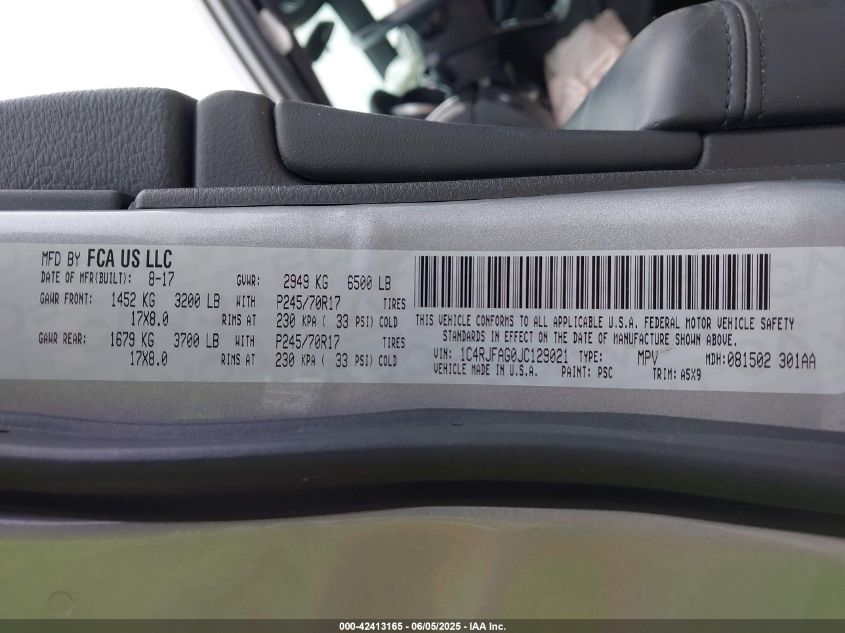 MFD BY FCA US LLC
DATE OF MFR(BUILT): 8-17 GVWR: 2949 KG 6500 LB
GAWR FRONT: 1452 KG 3200 LB WITH P245/70R17 TIRES
17X8.0 RIMS AT 230 KPA ( 33 PSI) COLD
GAWR REAR: 1679 KG 3700 LB WITH P245/70R17 TIRES
17X8.0 RIMS AT 230 KPA ( 33 PSI) COLD
THIS VEHICLE CONFORMS TO ALL APPLICABLE U.S.A. FEDERAL MOTOR VEHICLE SAFETY
STANDARDS IN EFFECT ON THE DATE OF MANUFACTURE SHOWN ABOVE.
VIN: 1C4RJFAG0JC129021 TYPE: MPV MDH: 081502 301AA
VEHICLE MADE IN U.S.A. PAINT: PSC TRIM: A5X9
000-42413165 - 06/05/2025 - IAA Inc.